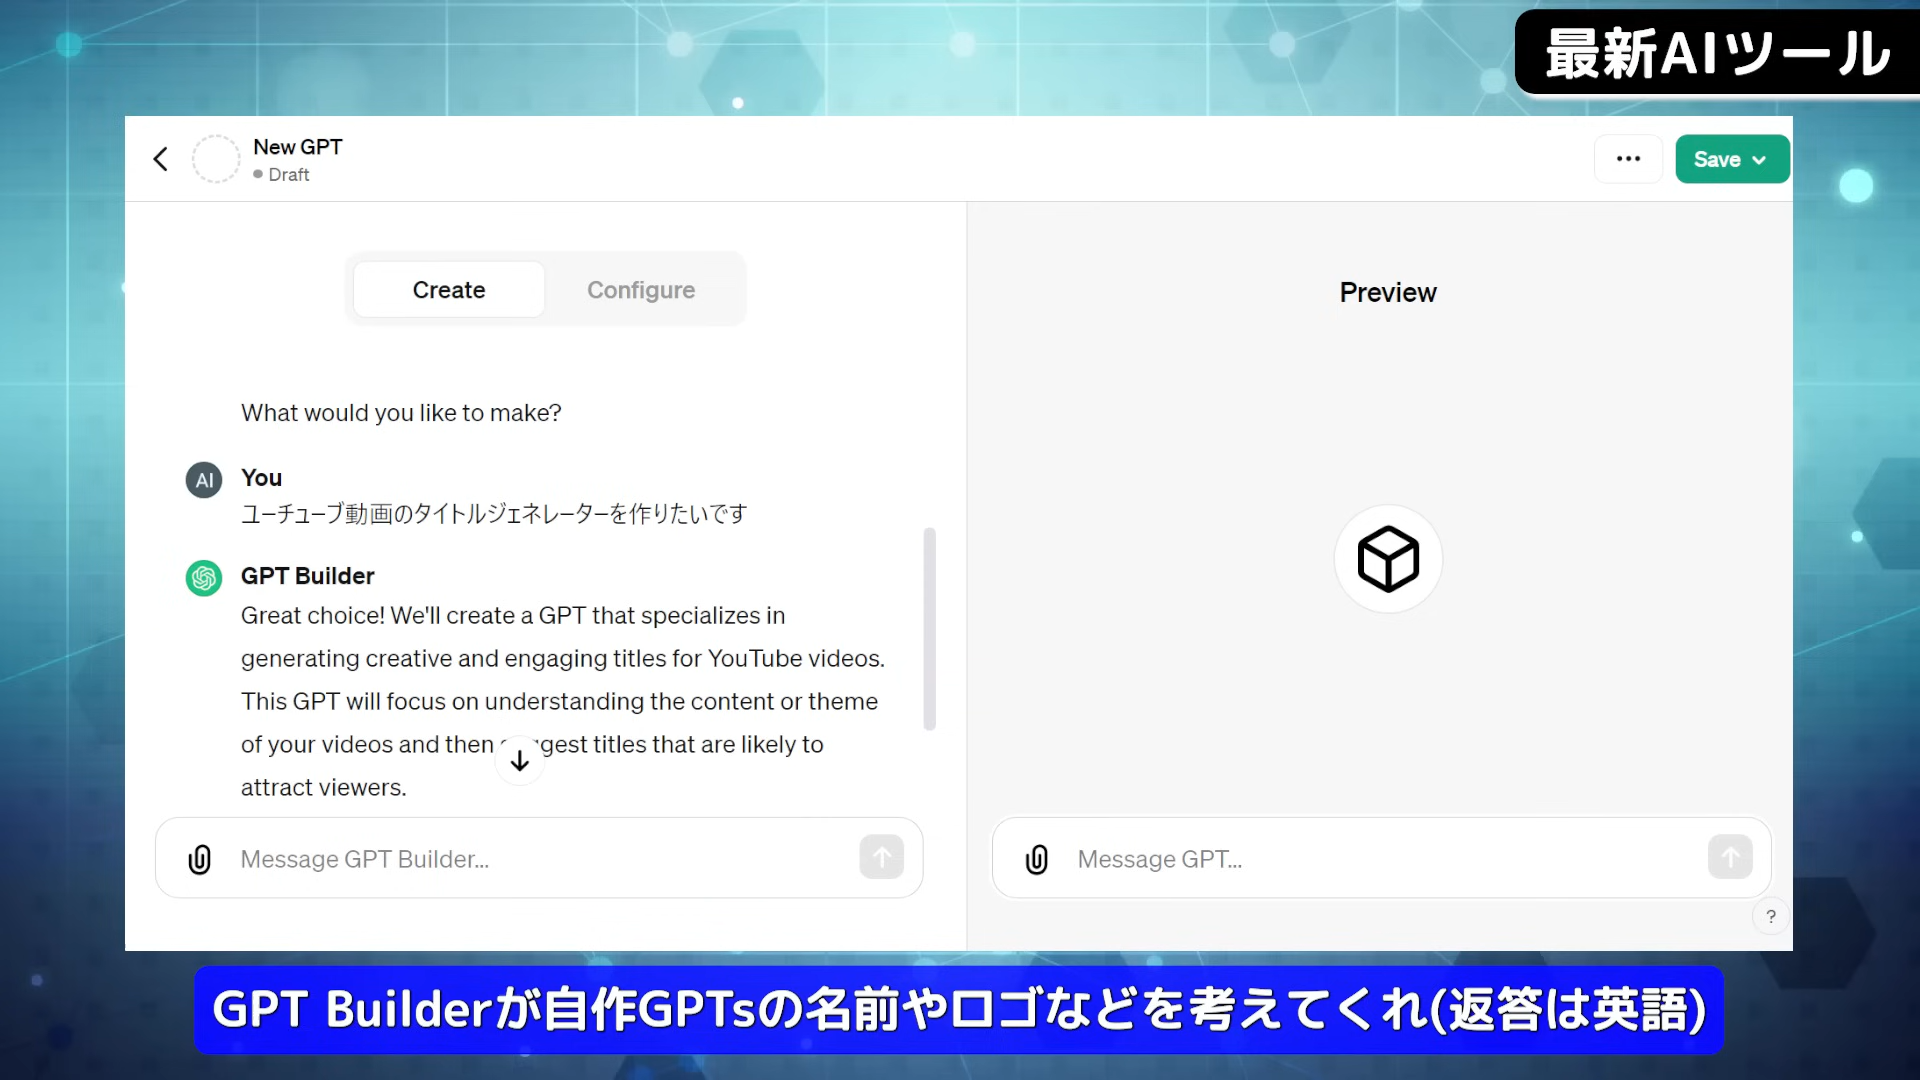 最新AIツール
New GPT
Draft
Save
Create
Configure
Preview
What would you like to make?
AI
You
ユーチューブ動画のタイトルジェネレーターを作りたいです
GPT Builder
Great choice! We'll create a GPT that specializes in
generating creative and engaging titles for YouTube videos.
This GPT will focus on understanding the content or theme
of your videos and then gest titles that are likely to
attract viewers.
Message GPT Builder...
Message GPT...
?
GPT Builderが自作GPTsの名前やロゴなどを考えてくれ(返答は英語)